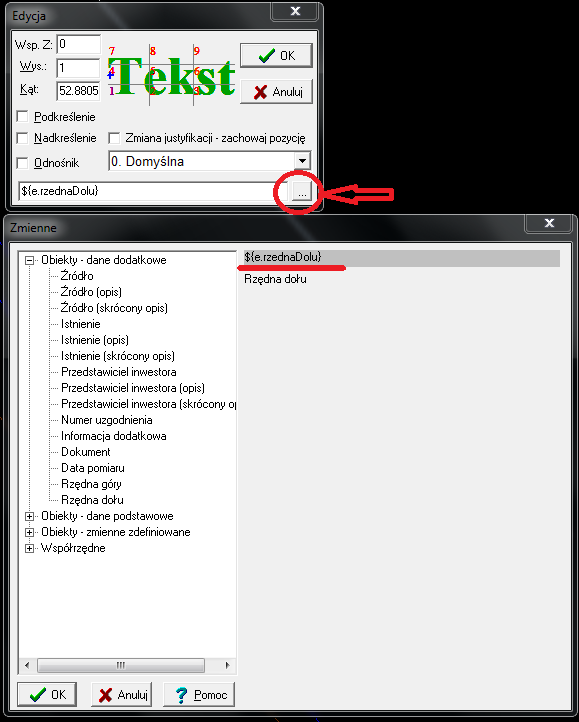 Edycja
Wsp. Z: 0
Wys.: 1
Kąt: 52.8805
7 8 9
4 5 6
1 2 3
Tekst
OK
Anuluj
Podkreślenie
Nadkreślenie
Zmiana justyfikacji - zachowaj pozycję
Odnośnik
0. Domyślna
${e.rzednaDolu}
...
Zmienne
Obiekty - dane dodatkowe
Źródło
Źródło (opis)
Źródło (skrócony opis)
Istnienie
Istnienie (opis)
Istnienie (skrócony opis)
Przedstawiciel inwestora
Przedstawiciel inwestora (opis)
Przedstawiciel inwestora (skrócony op
Numer uzgodnienia
Informacja dodatkowa
Dokument
Data pomiaru
Rzędna góry
Rzędna dołu
Obiekty - dane podstawowe
Obiekty - zmienne zdefiniowane
Współrzędne
${e.rzednaDolu}
Rzędna dołu
OK
Anuluj
Pomoc